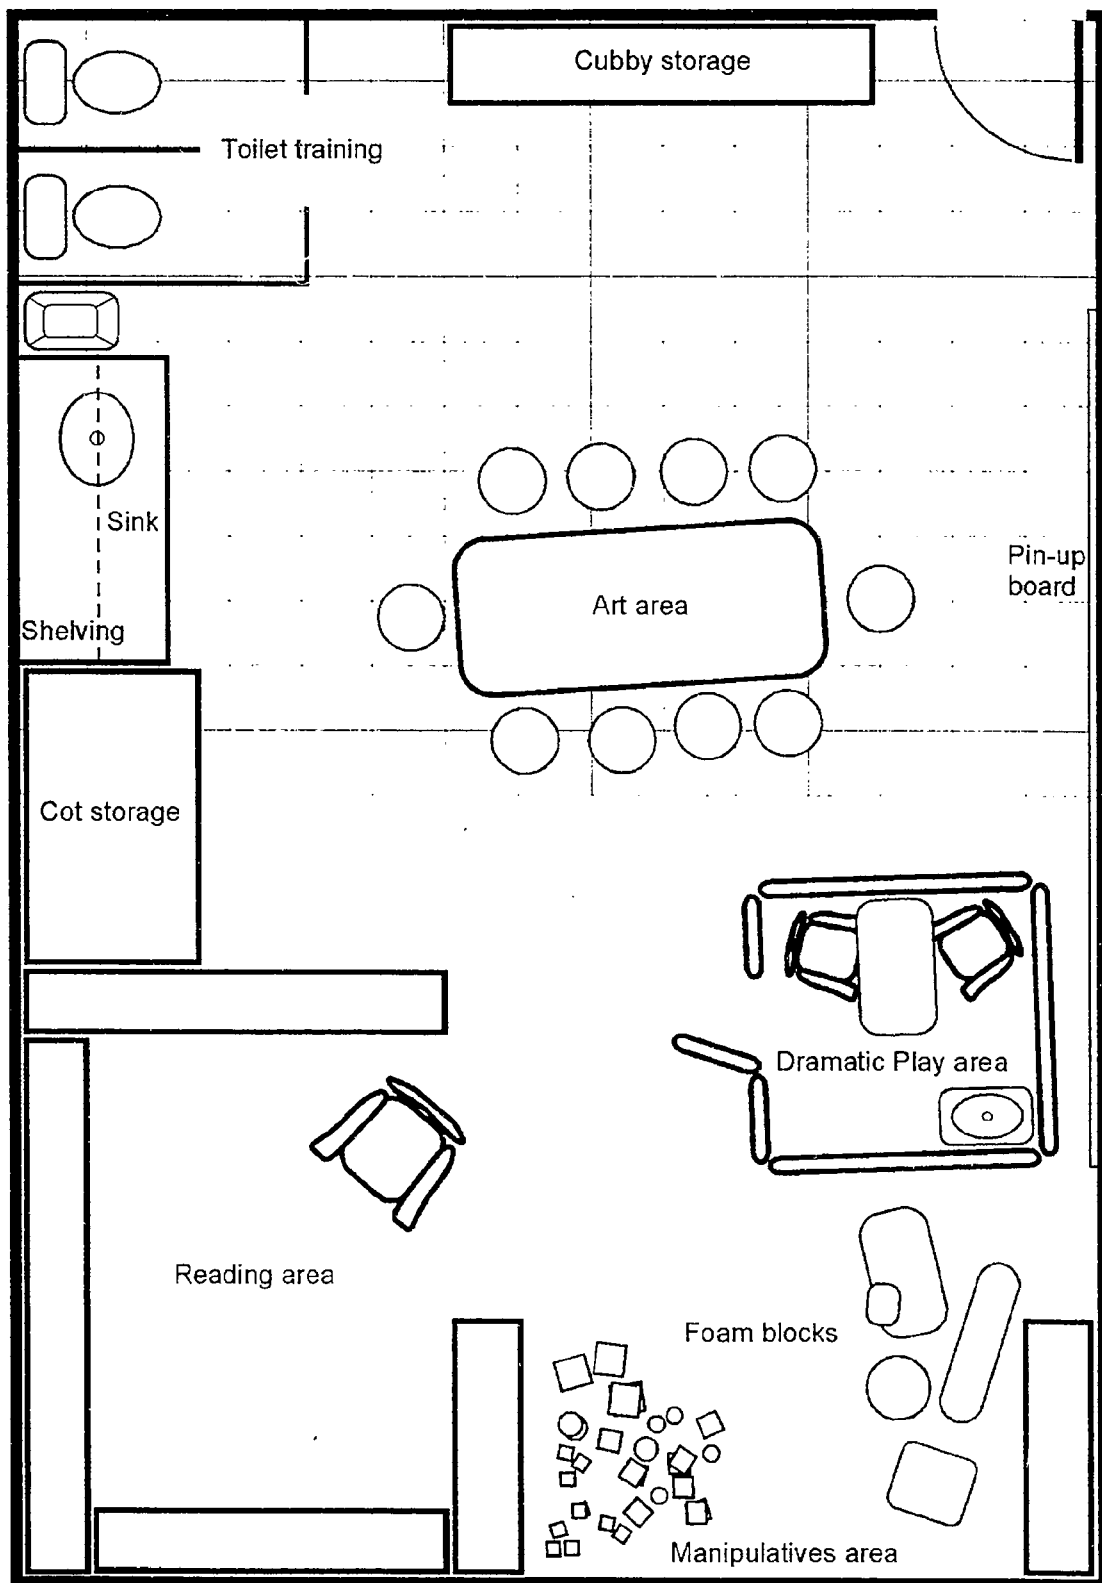 Cubby storage
Toilet training
Sink
Pin-up
board
Art area
Shelving
Cot storage
Dramatic Play area
Reading area
Foam blocks
Manipulatives area